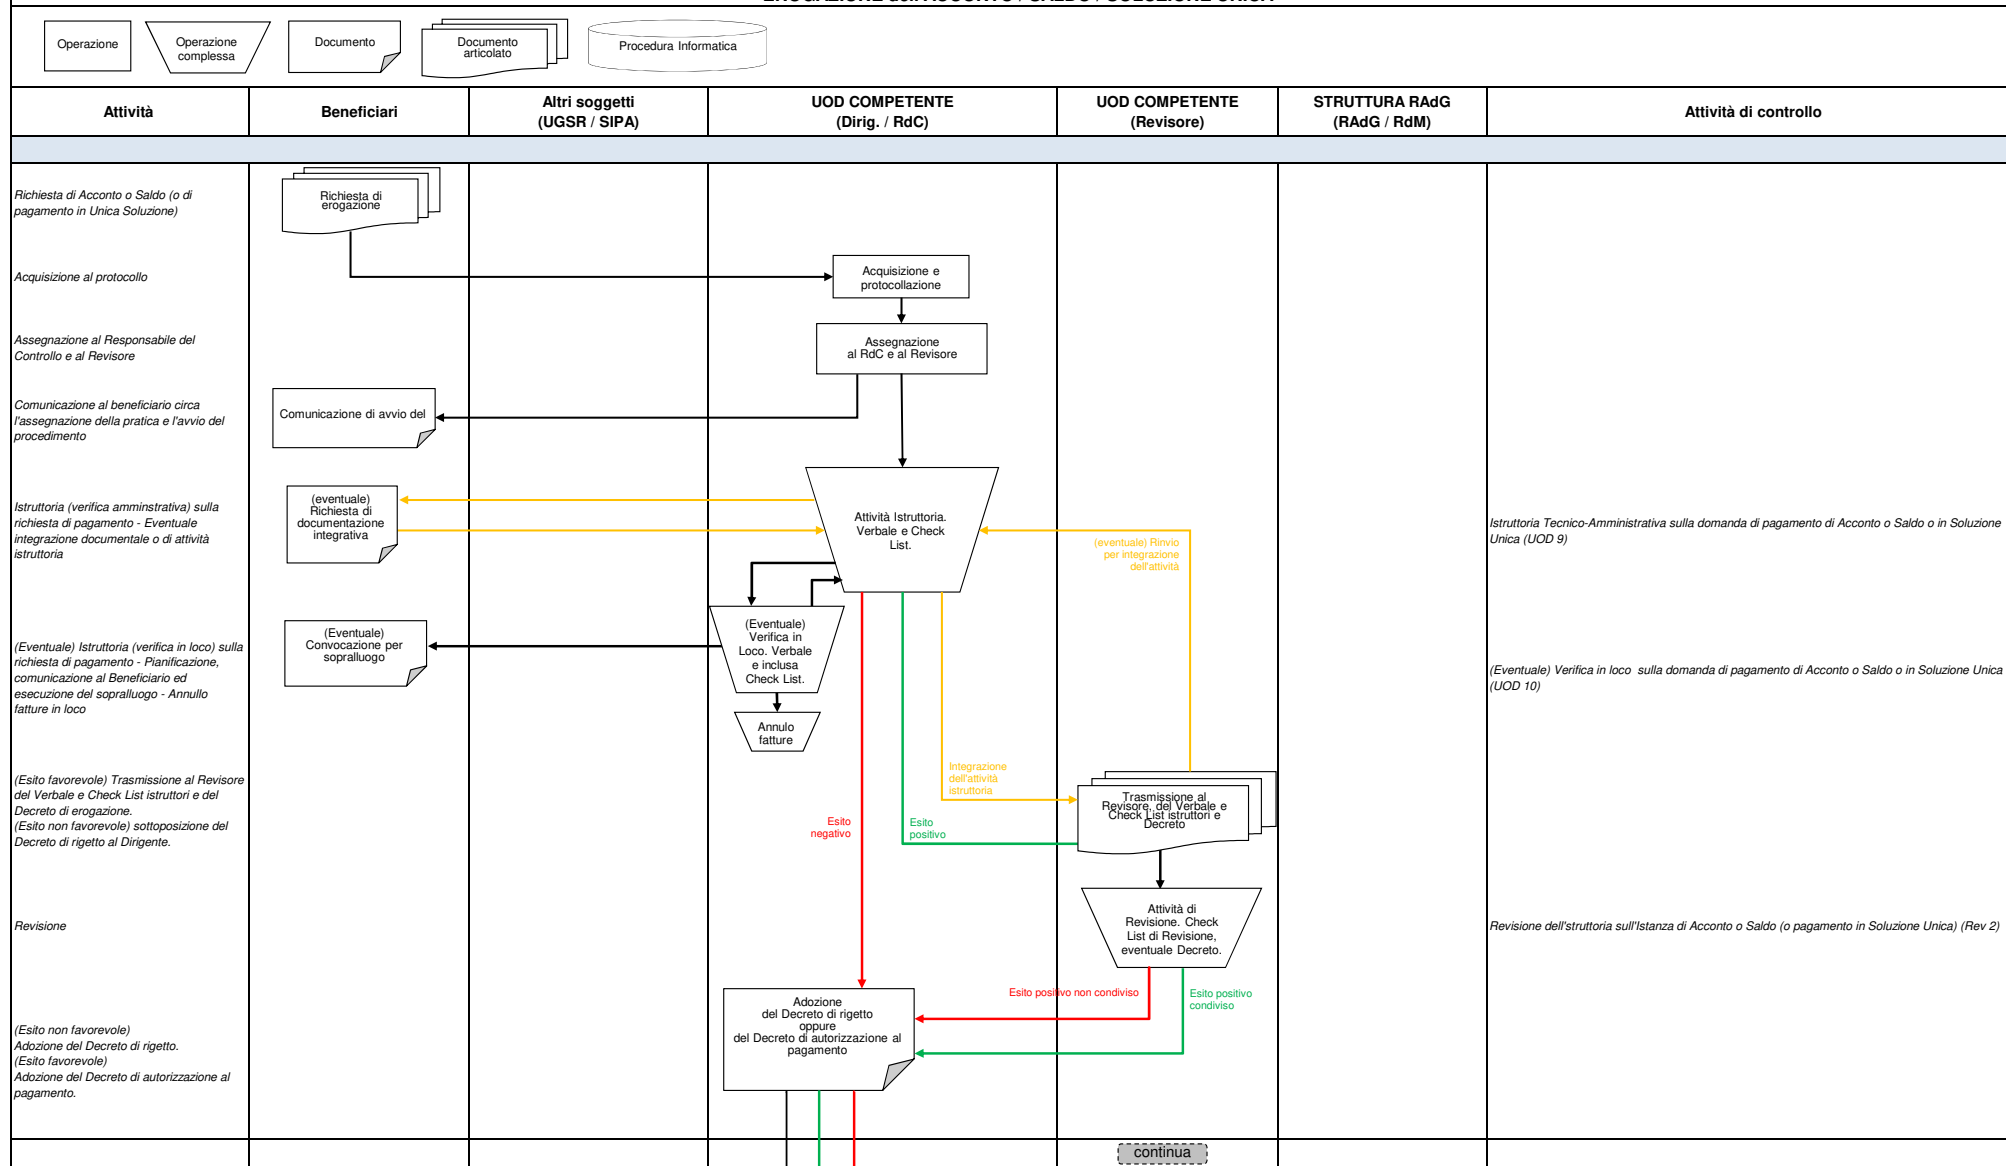 Operazione
Operazione
complessa
Documento
Documento
articolato
Procedura Informatica
Attività
Beneficiari
Altri soggetti
(UGSR / SIPA)
UOD COMPETENTE
(Dirig. / RdC)
UOD COMPETENTE
(Revisore)
STRUTTURA RAdG
(RAdG / RdM)
Attività di controllo
Richiesta di Acconto o Saldo (o di
pagamento in Unica Soluzione)
Richiesta di
erogazione
Acquisizione al protocollo
Acquisizione e
protocollazione
Assegnazione al Responsabile del
Controllo e al Revisore
Assegnazione
al RdC e al Revisore
Comunicazione al beneficiario circa
l'assegnazione della pratica e l'avvio del
procedimento
Comunicazione di avvio del
Istruttoria (verifica amminstrativa) sulla
richiesta di pagamento - Eventuale
integrazione documentale o di attività
istruttoria
(eventuale)
Richiesta di
documentazione
integrativa
Attività Istruttoria.
Verbale e Check
List.
(eventuale) Rinvio
per integrazione
dell'attività
Istruttoria Tecnico-Amministrativa sulla domanda di pagamento di Acconto o Saldo o in Soluzione
Unica (UOD 9)
(Eventuale) Istruttoria (verifica in loco) sulla
richiesta di pagamento - Pianificazione,
comunicazione al Beneficiario ed
esecuzione del sopralluogo - Annullo
fatture in loco
(Eventuale)
Convocazione per
sopralluogo
(Eventuale)
Verifica in
Loco. Verbale
e inclusa
Check List.
Annulo
fatture
(Eventuale) Verifica in loco  sulla domanda di pagamento di Acconto o Saldo o in Soluzione Unica
(UOD 10)
(Esito favorevole) Trasmissione al Revisore
del Verbale e Check List istruttori e del
Decreto di erogazione.
(Esito non favorevole) sottoposizione del
Decreto di rigetto al Dirigente.
Esito
negativo
Esito
positivo
Integrazione
dell'attività
istruttoria
Trasmissione al
Revisore, del Verbale e
Check List istruttori e
Decreto
Revisione
Attività di
Revisione. Check
List di Revisione,
eventuale Decreto.
Revisione dell'struttoria sull'Istanza di Acconto o Saldo (o pagamento in Soluzione Unica) (Rev 2)
Esito positivo non condiviso
Esito positivo
condiviso
(Esito non favorevole)
Adozione del Decreto di rigetto.
(Esito favorevole)
Adozione del Decreto di autorizzazione al
pagamento.
Adozione
del Decreto di rigetto
oppure
del Decreto di autorizzazione al
pagamento
continua